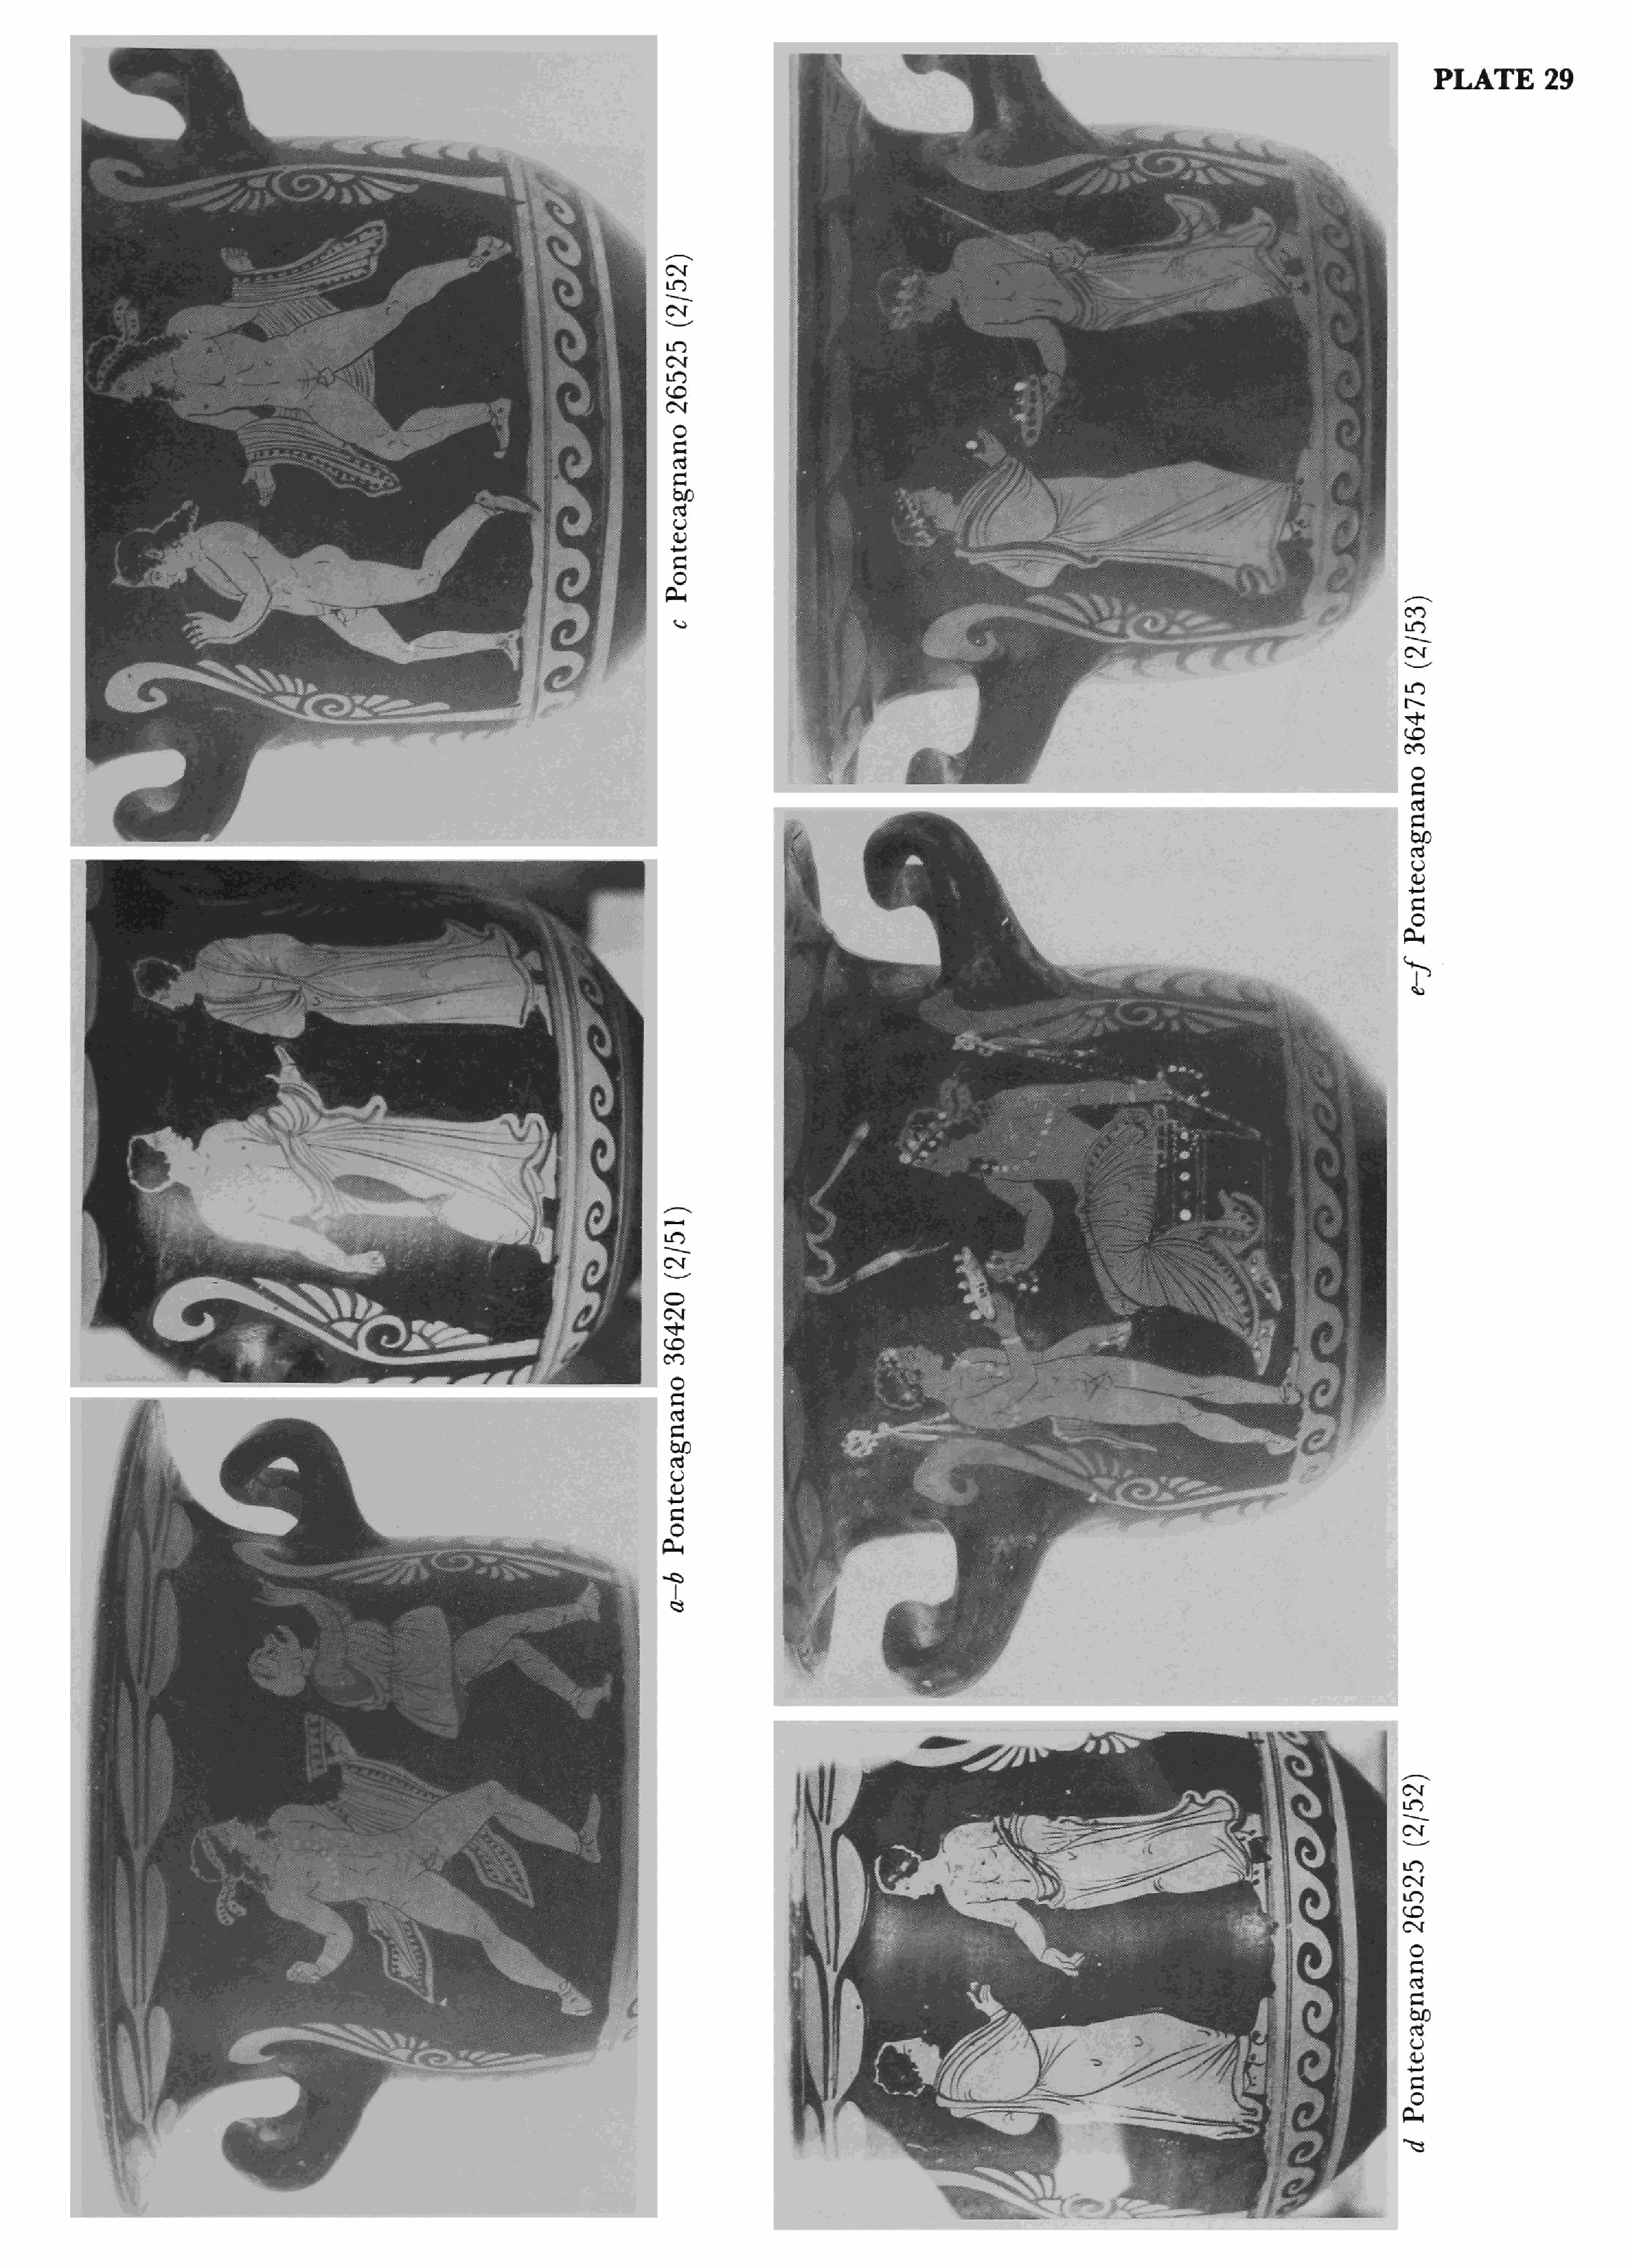 PLATE 29
a–b Pontecagnano 36420 (2/51)
c Pontecagnano 26525 (2/52)
d Pontecagnano 26525 (2/52)
e–f Pontecagnano 36475 (2/53)